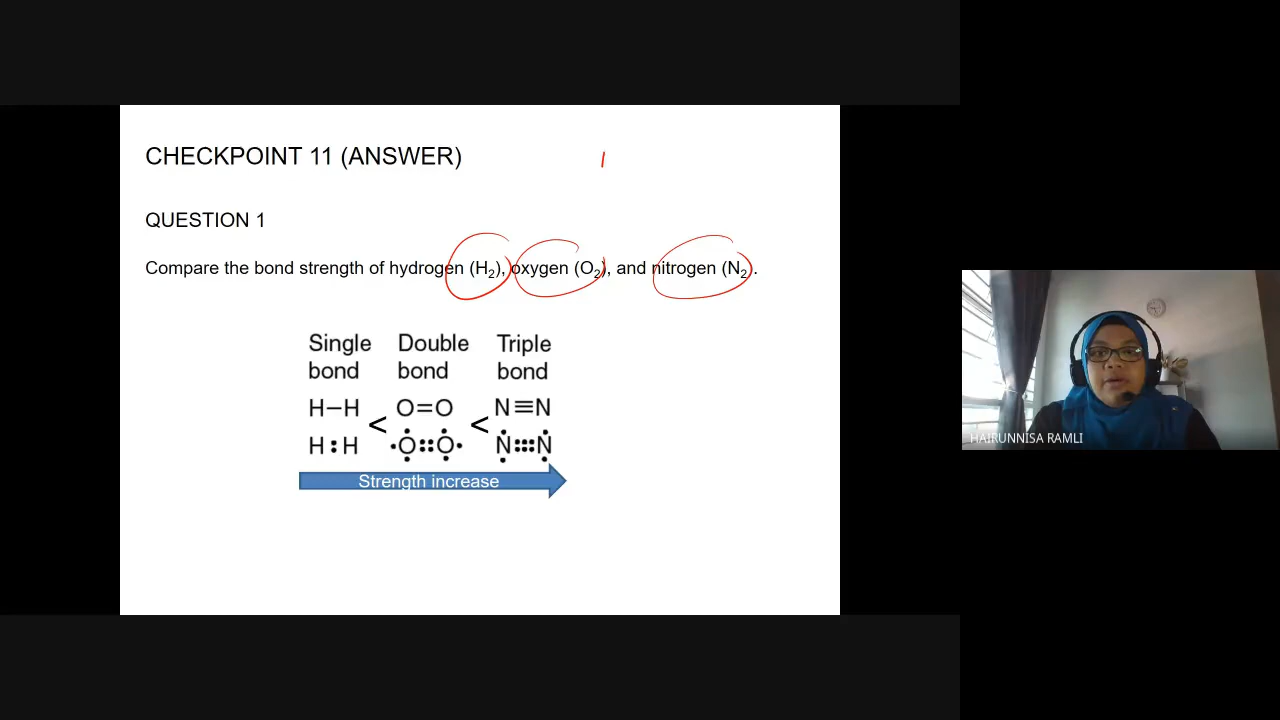 CHECKPOINT 11 (ANSWER)
QUESTION 1
Compare the bond strength of hydrogen (H₂), oxygen (O₂), and nitrogen (N₂ .
Single bond
Double bond
Triple bond
H–H < O=O < N≡N
H:H O::O N:::N
Strength increase
HAIRUNNISA RAMLI